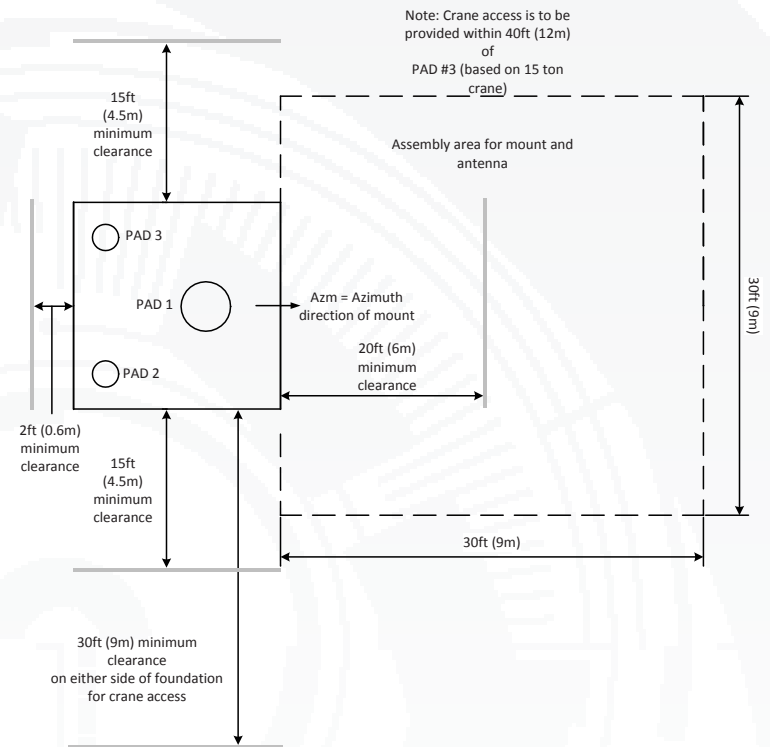 Note: Crane access is to be
provided within 40ft (12m)
of
PAD #3 (based on 15 ton
crane)
15ft
(4.5m)
minimum
clearance
Assembly area for mount and
antenna
PAD 3
PAD 1
Azm = Azimuth
direction of mount
30ft (9m)
20ft (6m)
minimum
clearance
PAD 2
2ft (0.6m)
minimum
clearance
15ft
(4.5m)
minimum
clearance
30ft (9m)
30ft (9m) minimum
clearance
on either side of foundation
for crane access